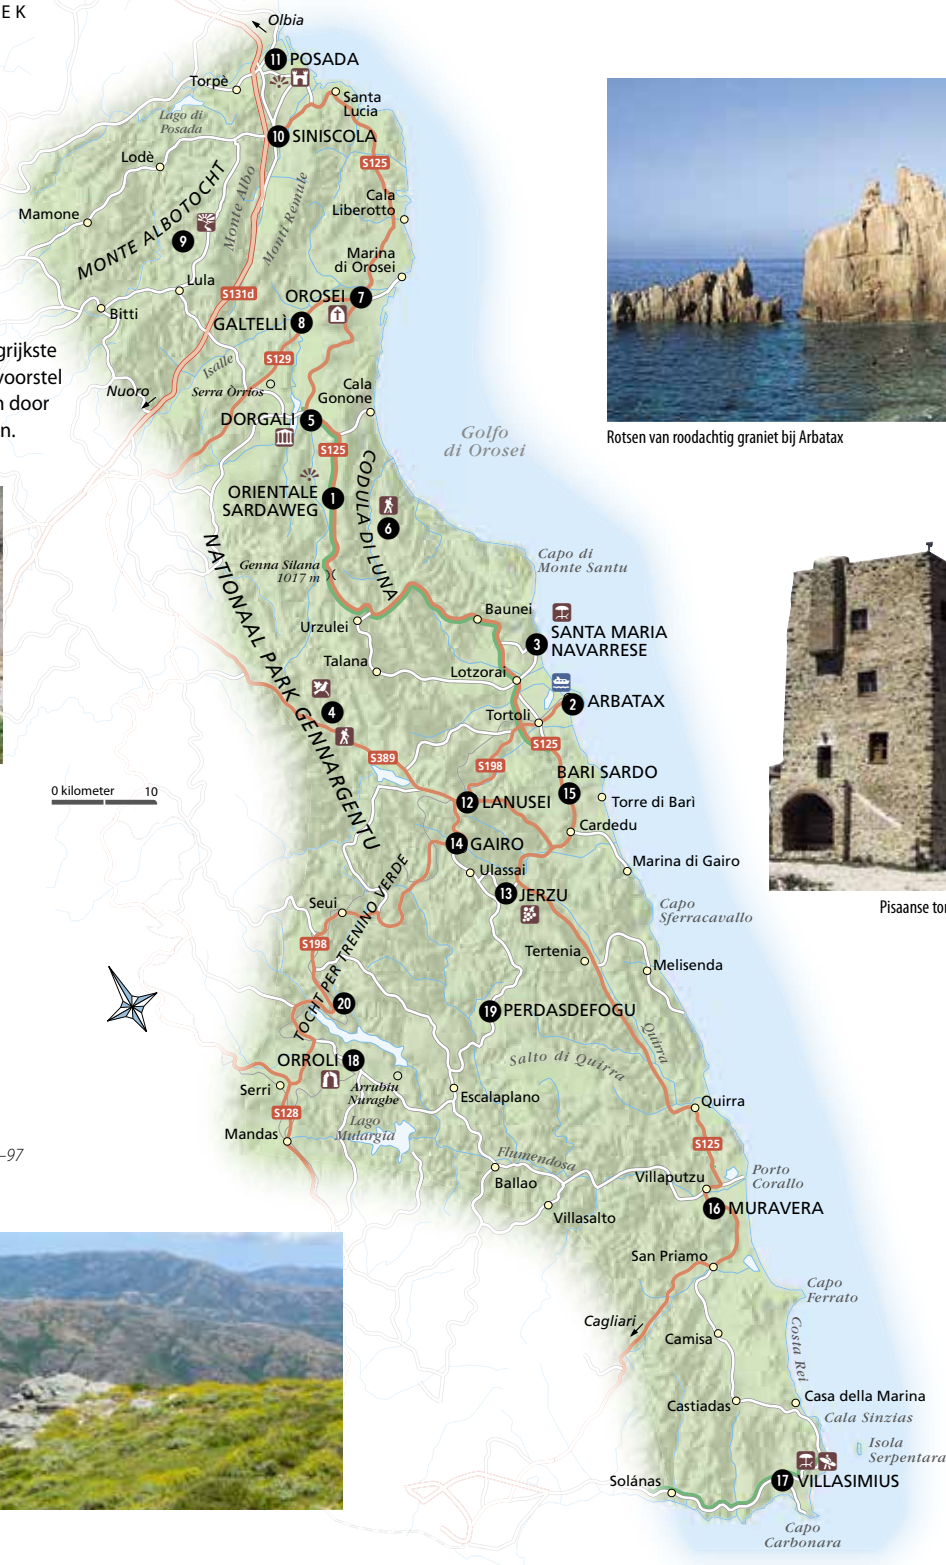 E K
Olbia
11 POSADA
Torpè
Santa
Lucia
Lago di
Posada
10 SINISCOLA
Lodè
S125
MONTE ALBOTOCHT
Monte Albo
Monti Remule
Cala
Liberotto
Mamone
9
Marina
di Orosei
Lula
S131d
OROSEI 7
Bitti
GALTELLÌ 8
grijkste
voorstel
n door
n.
S129
Isalle
Nuoro
Serra Òrrios
Cala
Gonone
DORGALI 5
Golfo
di Orosei
Rotsen van roodachtig graniet bij Arbatax
S125
CODULA DI LUNA
ORIENTALE
SARDAWEG
1
6
NATIONAAL PARK GENNARGENTU
Genna Silana
1017 m
Capo di
Monte Santu
Baunei
Urzulei
SANTA MARIA
NAVARRESE
3
Talana
Lotzorai
4
2 ARBATAX
Tortoli
S125
S389
S198
BARI SARDO
15
0 kilometer 10
12 LANUSEI
Torre di Barì
Cardedu
14 GAIRO
Marina di Gairo
Ulassai
13 JERZU
TOCHT PER TRENINO VERDE
Seui
Capo
Sferracavallo
Pisaanse tor
S198
Tertenia
Melisenda
20
19 PERDASDEFOGU
Quirra
ORROLI 18
Salto di Quirra
Serri
Arrubiu
Nuraghe
Escalaplano
Quirra
S128
Mandas
Lago
Mulargia
S125
–97
Flumendosa
Villaputzu
Porto
Corallo
Ballao
16 MURAVERA
Villasalto
San Priamo
Capo
Ferrato
Cagliari
Camisa
Costa Rei
Castiadas
Casa della Marina
Cala Sinzias
Isola
Serpentara
Solánas
17 VILLASIMIUS
Capo
Carbonara